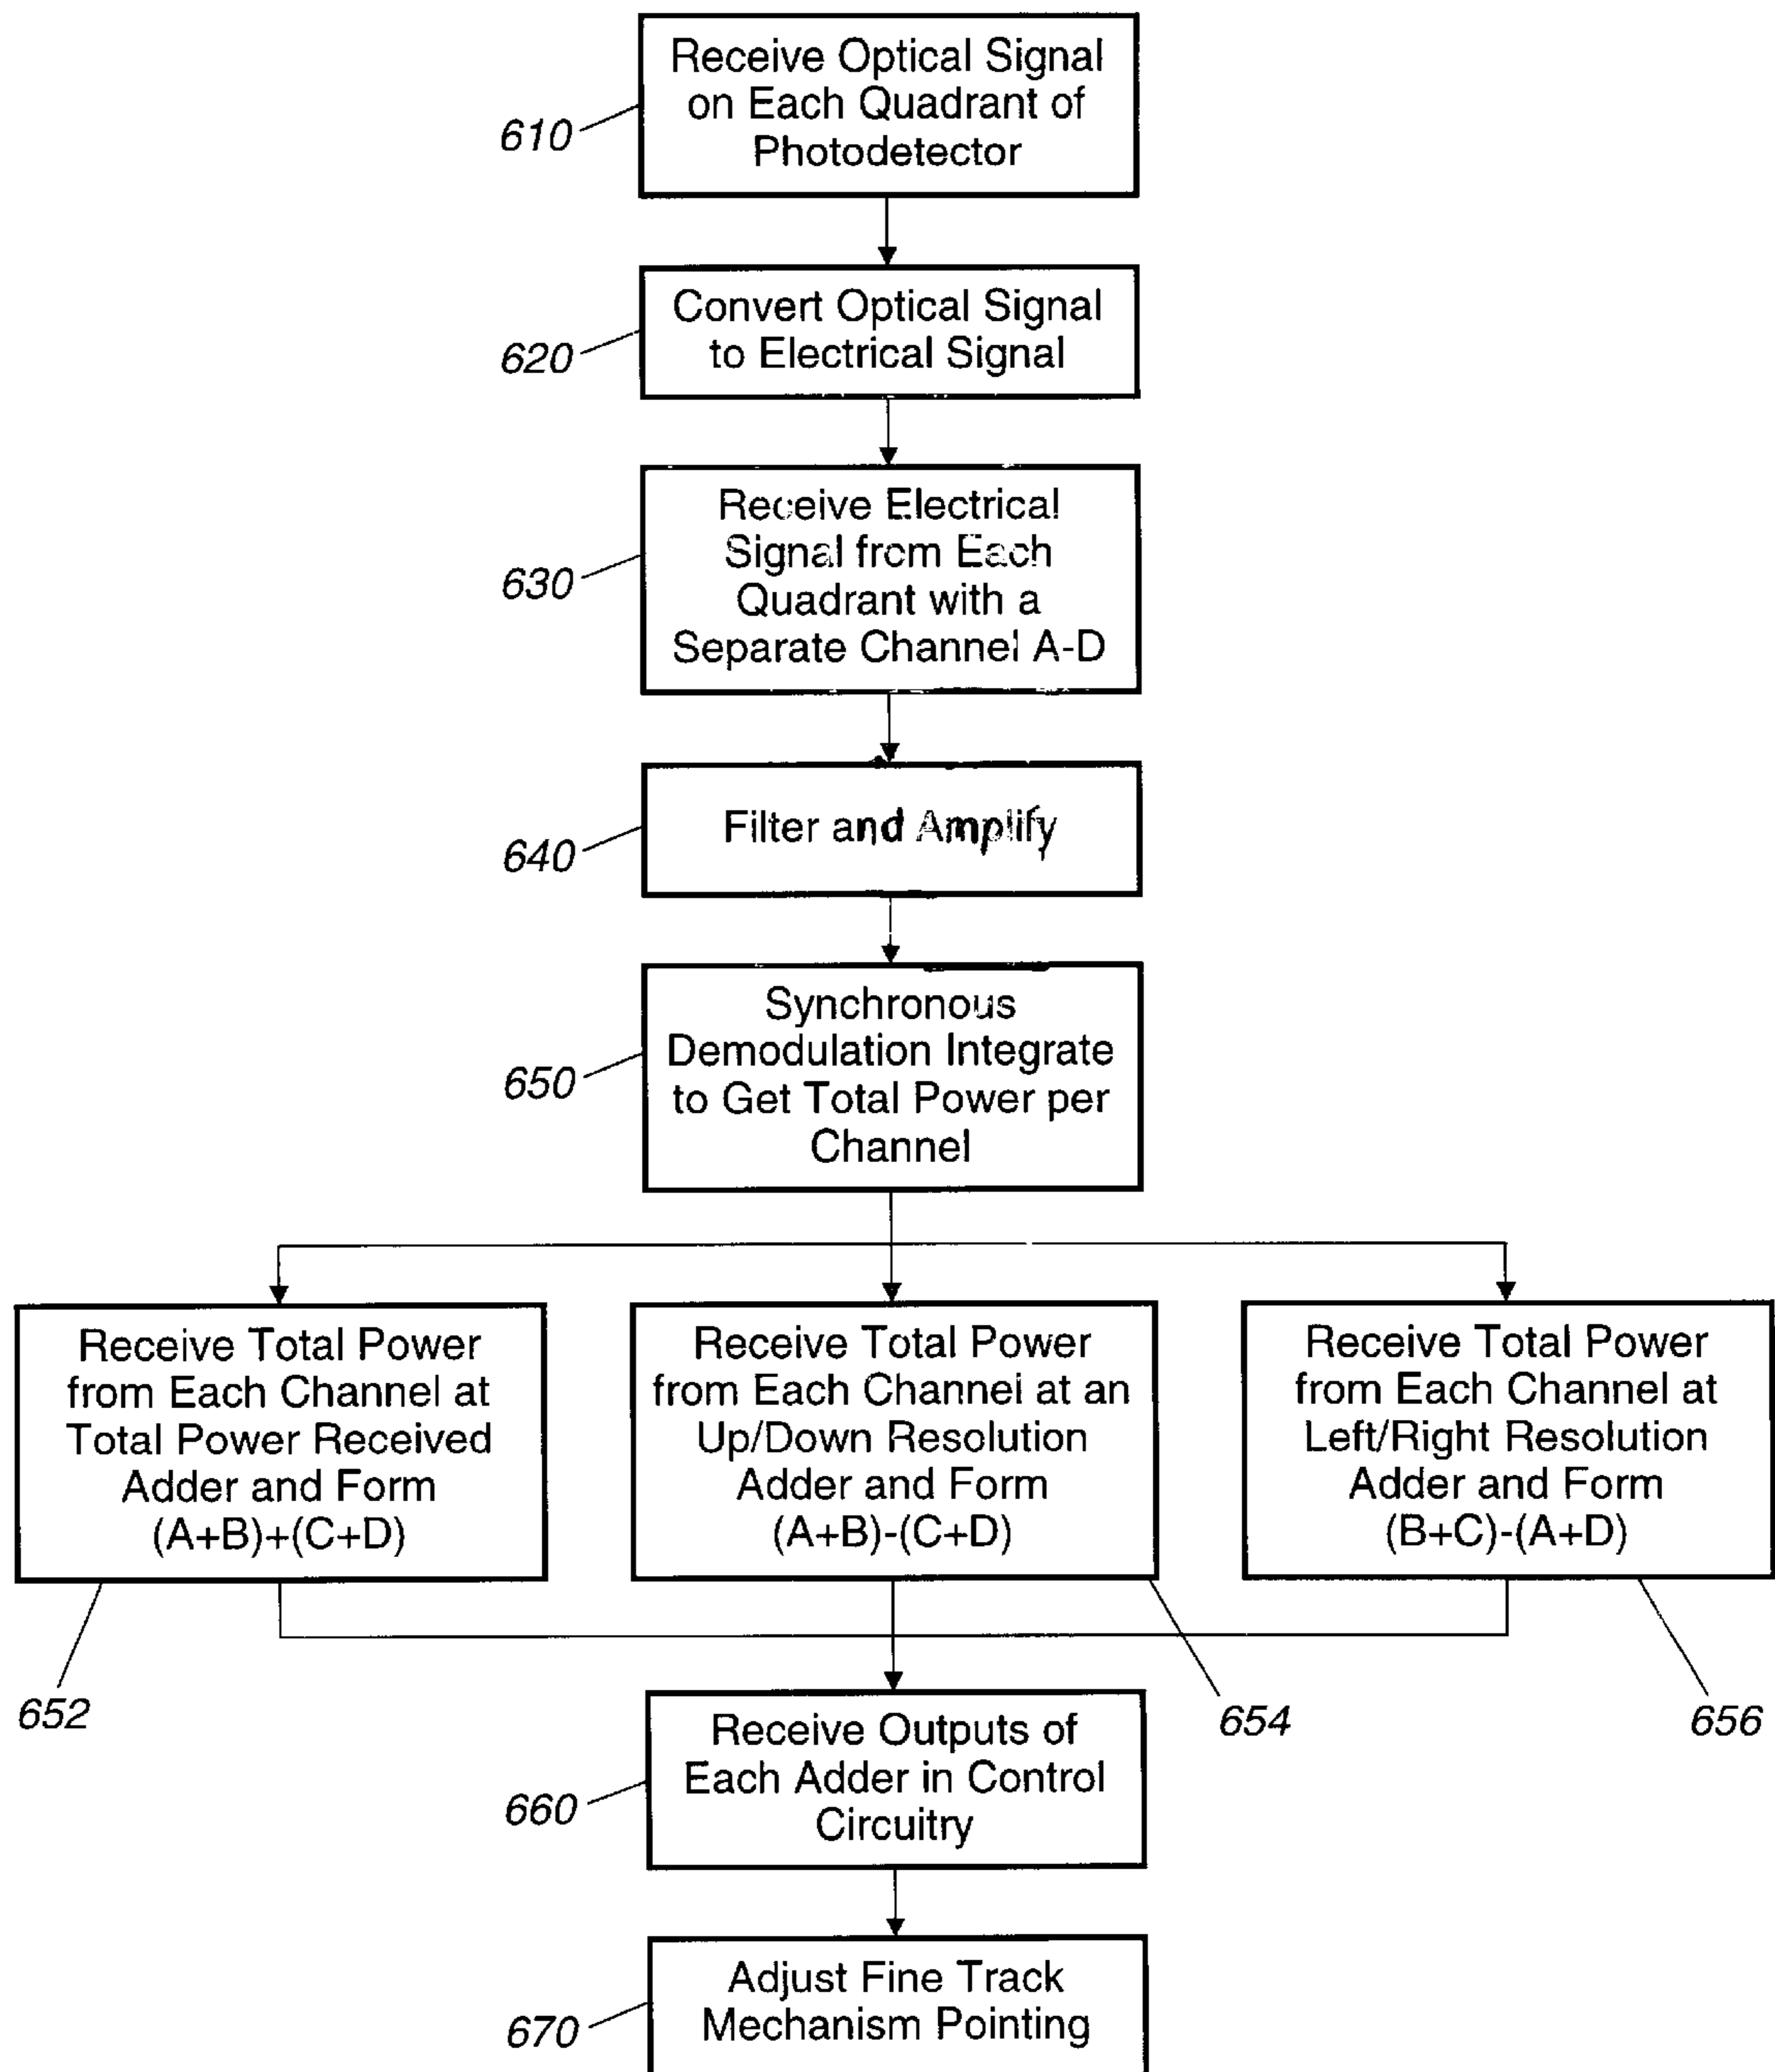 Receive Optical Signal
on Each Quadrant of
Photodetector
610
Convert Optical Signal
to Electrical Signal
620
Receive Electrical
Signal from Each
Quadrant with a
Separate Channel A-D
630
Filter and Amplify
640
Synchronous
Demodulation Integrate
to Get Total Power per
Channel
650
Receive Total Power
from Each Channel at
Total Power Received
Adder and Form
(A+B)+(C+D)
652
Receive Total Power
from Each Channel at an
Up/Down Resolution
Adder and Form
(A+B)-(C+D)
654
Receive Total Power
from Each Channel at
Left/Right Resolution
Adder and Form
(B+C)-(A+D)
656
Receive Outputs of
Each Adder in Control
Circuitry
660
Adjust Fine Track
Mechanism Pointing
670